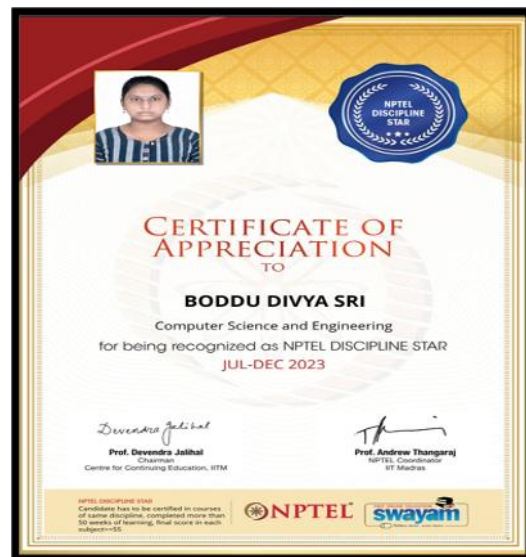 NPTEL
DISCIPLINE
STAR
CERTIFICATE OF
APPRECIATION
TO
BODDU DIVYA SRI
Computer Science and Engineering
for being recognized as NPTEL DISCIPLINE STAR
JUL-DEC 2023
Devendra Jalihal
Prof. Devendra Jalihal
Chairman
Centre for Continuing Education, IITM
Prof. Andrew Thangaraj
NPTEL Coordinator
IIT Madras
NPTEL DISCIPLINE STAR
Candidate has to be certified in courses
of same discipline, completed more than
50 weeks of learning, final score in each
subject>=55
NPTEL
swayam